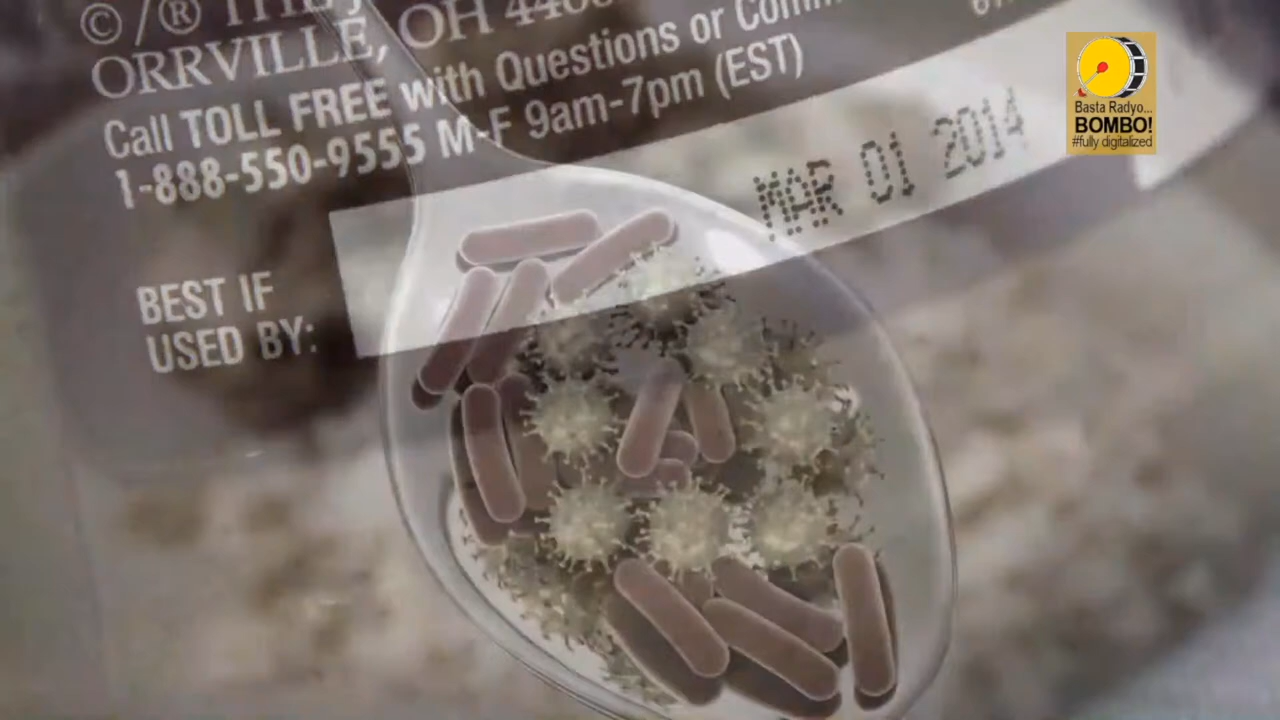 ©/® THE
ORRVILLE, OH
Call TOLL FREE with Questions or
1-888-550-9555 M-F 9am-7pm (EST)
MAR 01 2014
BEST IF
USED BY:
Basta Radyo...
BOMBO!
#fully digitalized